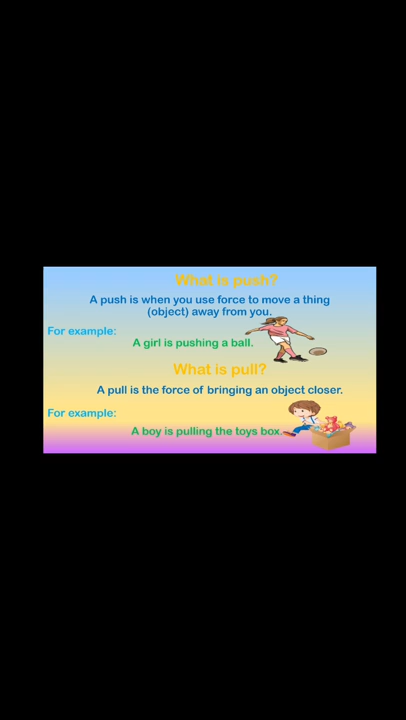 What is push?
A push is when you use force to move a thing
(object) away from you.
For example:
A girl is pushing a ball.
What is pull?
A pull is the force of bringing an object closer.
For example:
A boy is pulling the toys box.